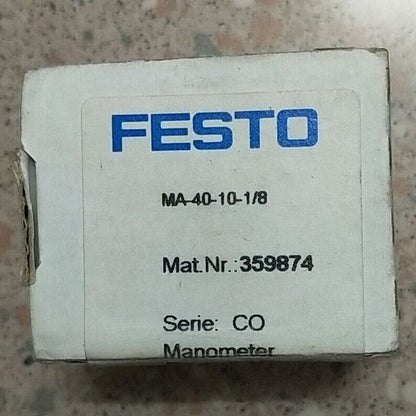 FESTO
MA-40-10-1/8
Mat.Nr.:359874
Serie: CO
Manometer